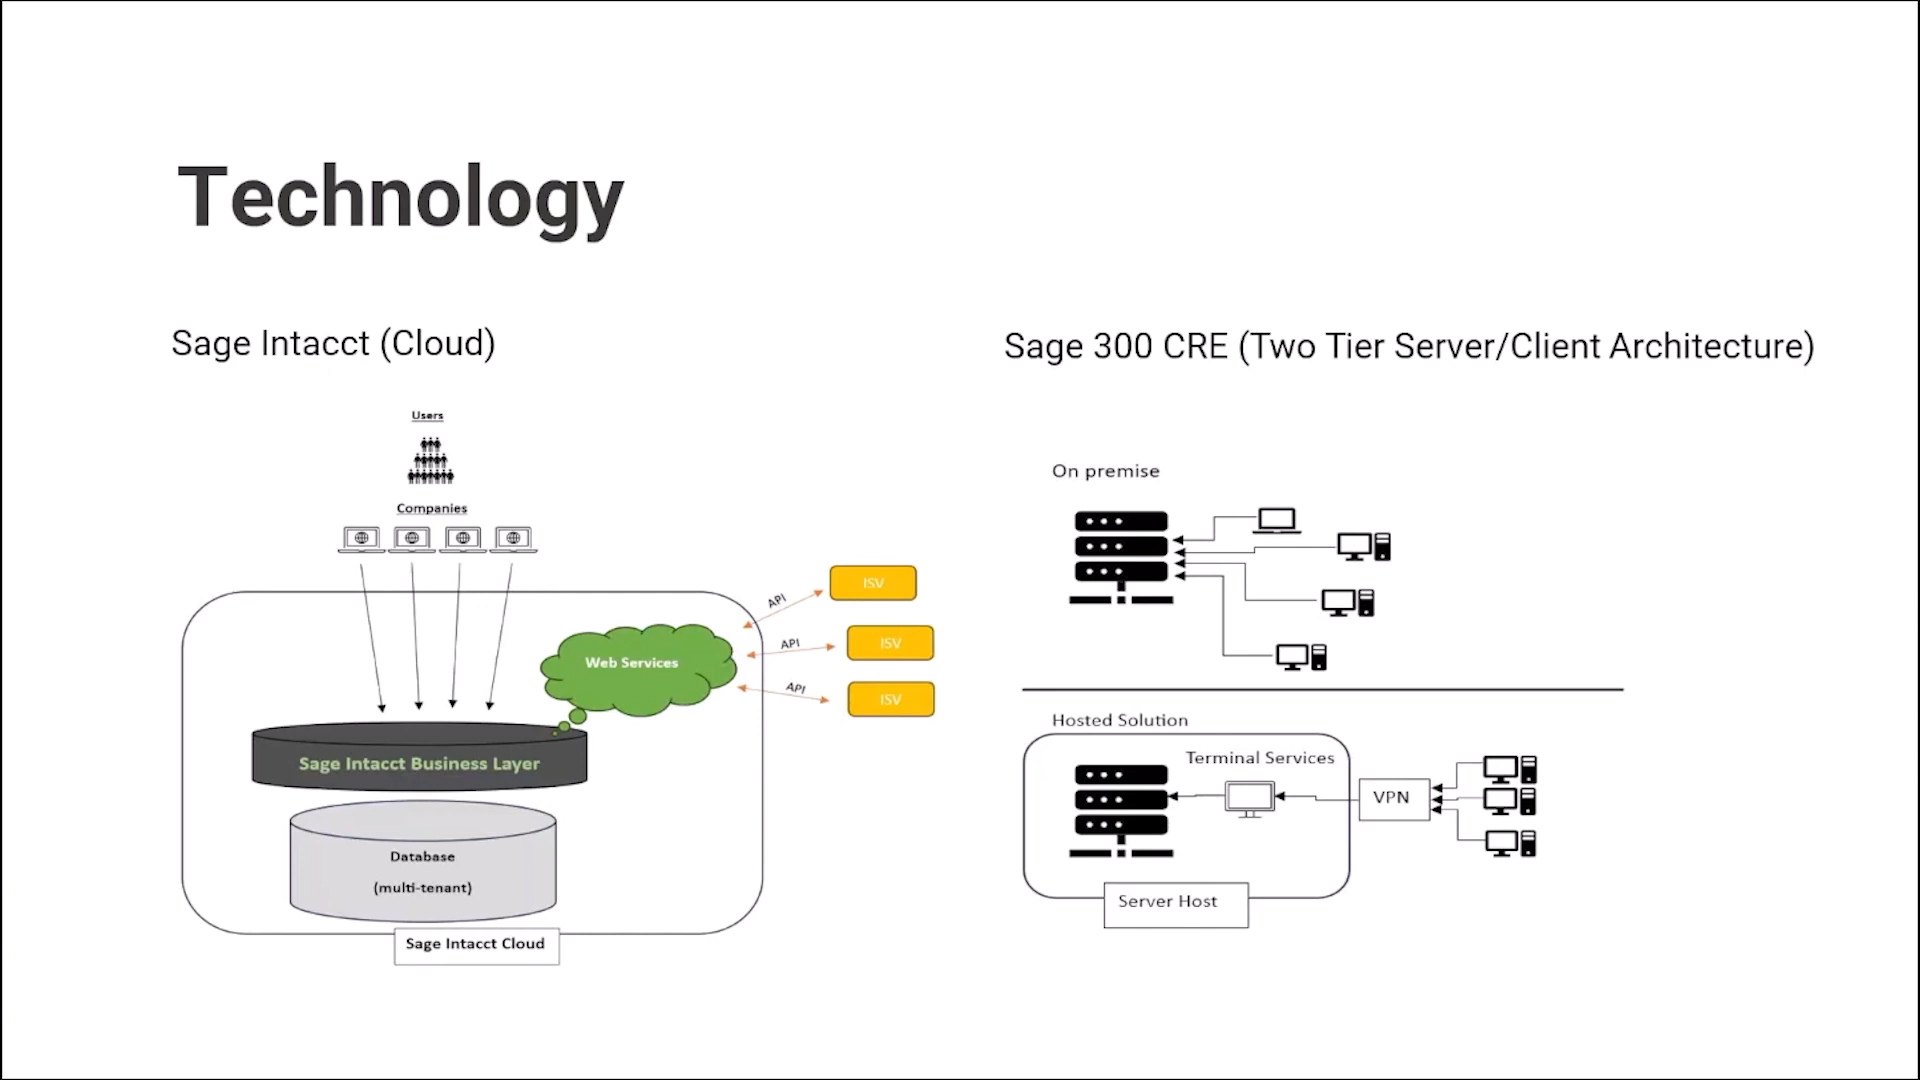 Technology
Sage Intacct (Cloud)
Users
Companies
API
ISV
API
ISV
API
ISV
Web Services
Sage Intacct Business Layer
Database
(multi-tenant)
Sage Intacct Cloud
Sage 300 CRE (Two Tier Server/Client Architecture)
On premise
Hosted Solution
Terminal Services
VPN
Server Host